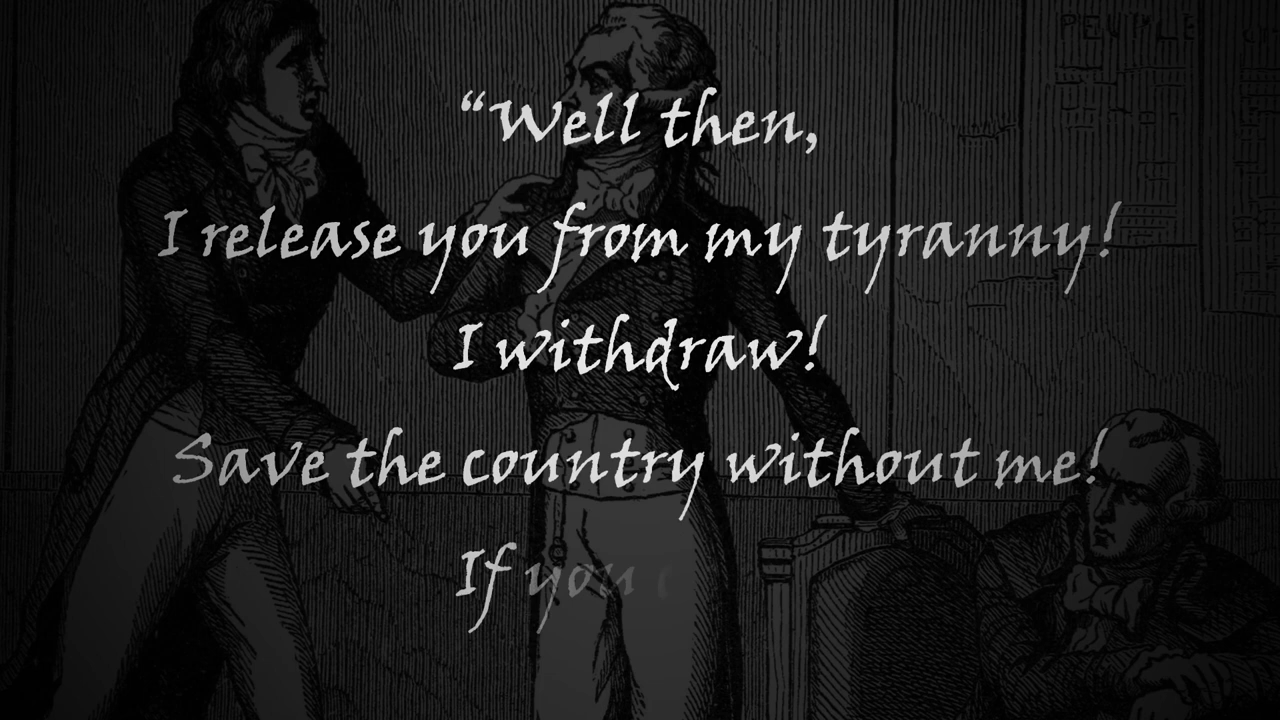 “Well then,
I release you from my tyranny!
I withdraw!
Save the country without me!
If you